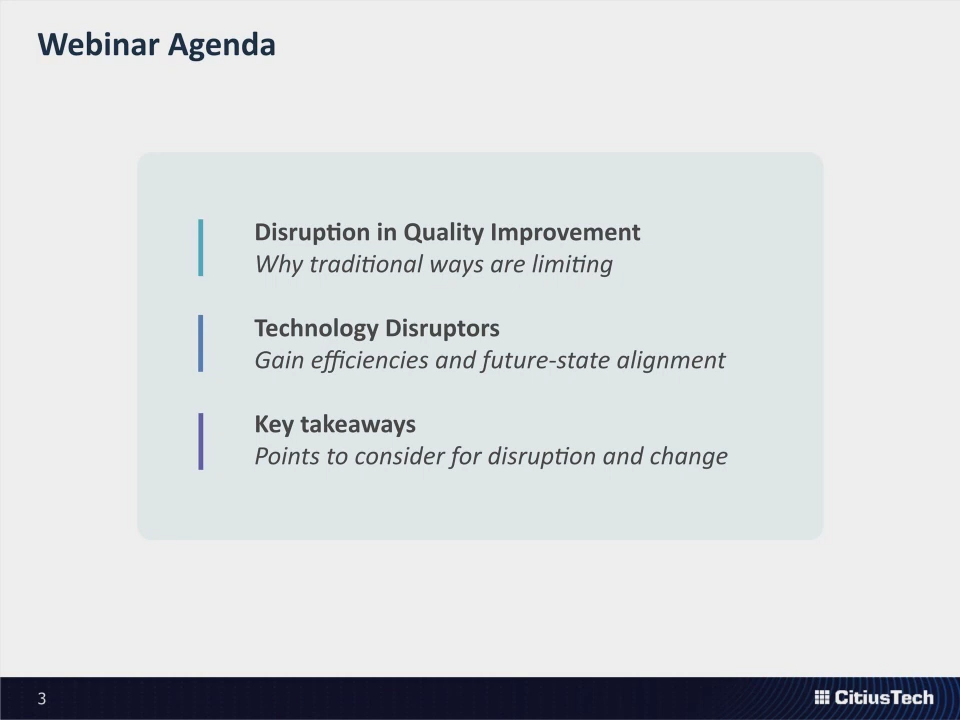 Webinar Agenda
Disruption in Quality Improvement
Why traditional ways are limiting
Technology Disruptors
Gain efficiencies and future-state alignment
Key takeaways
Points to consider for disruption and change
3
CitiusTech